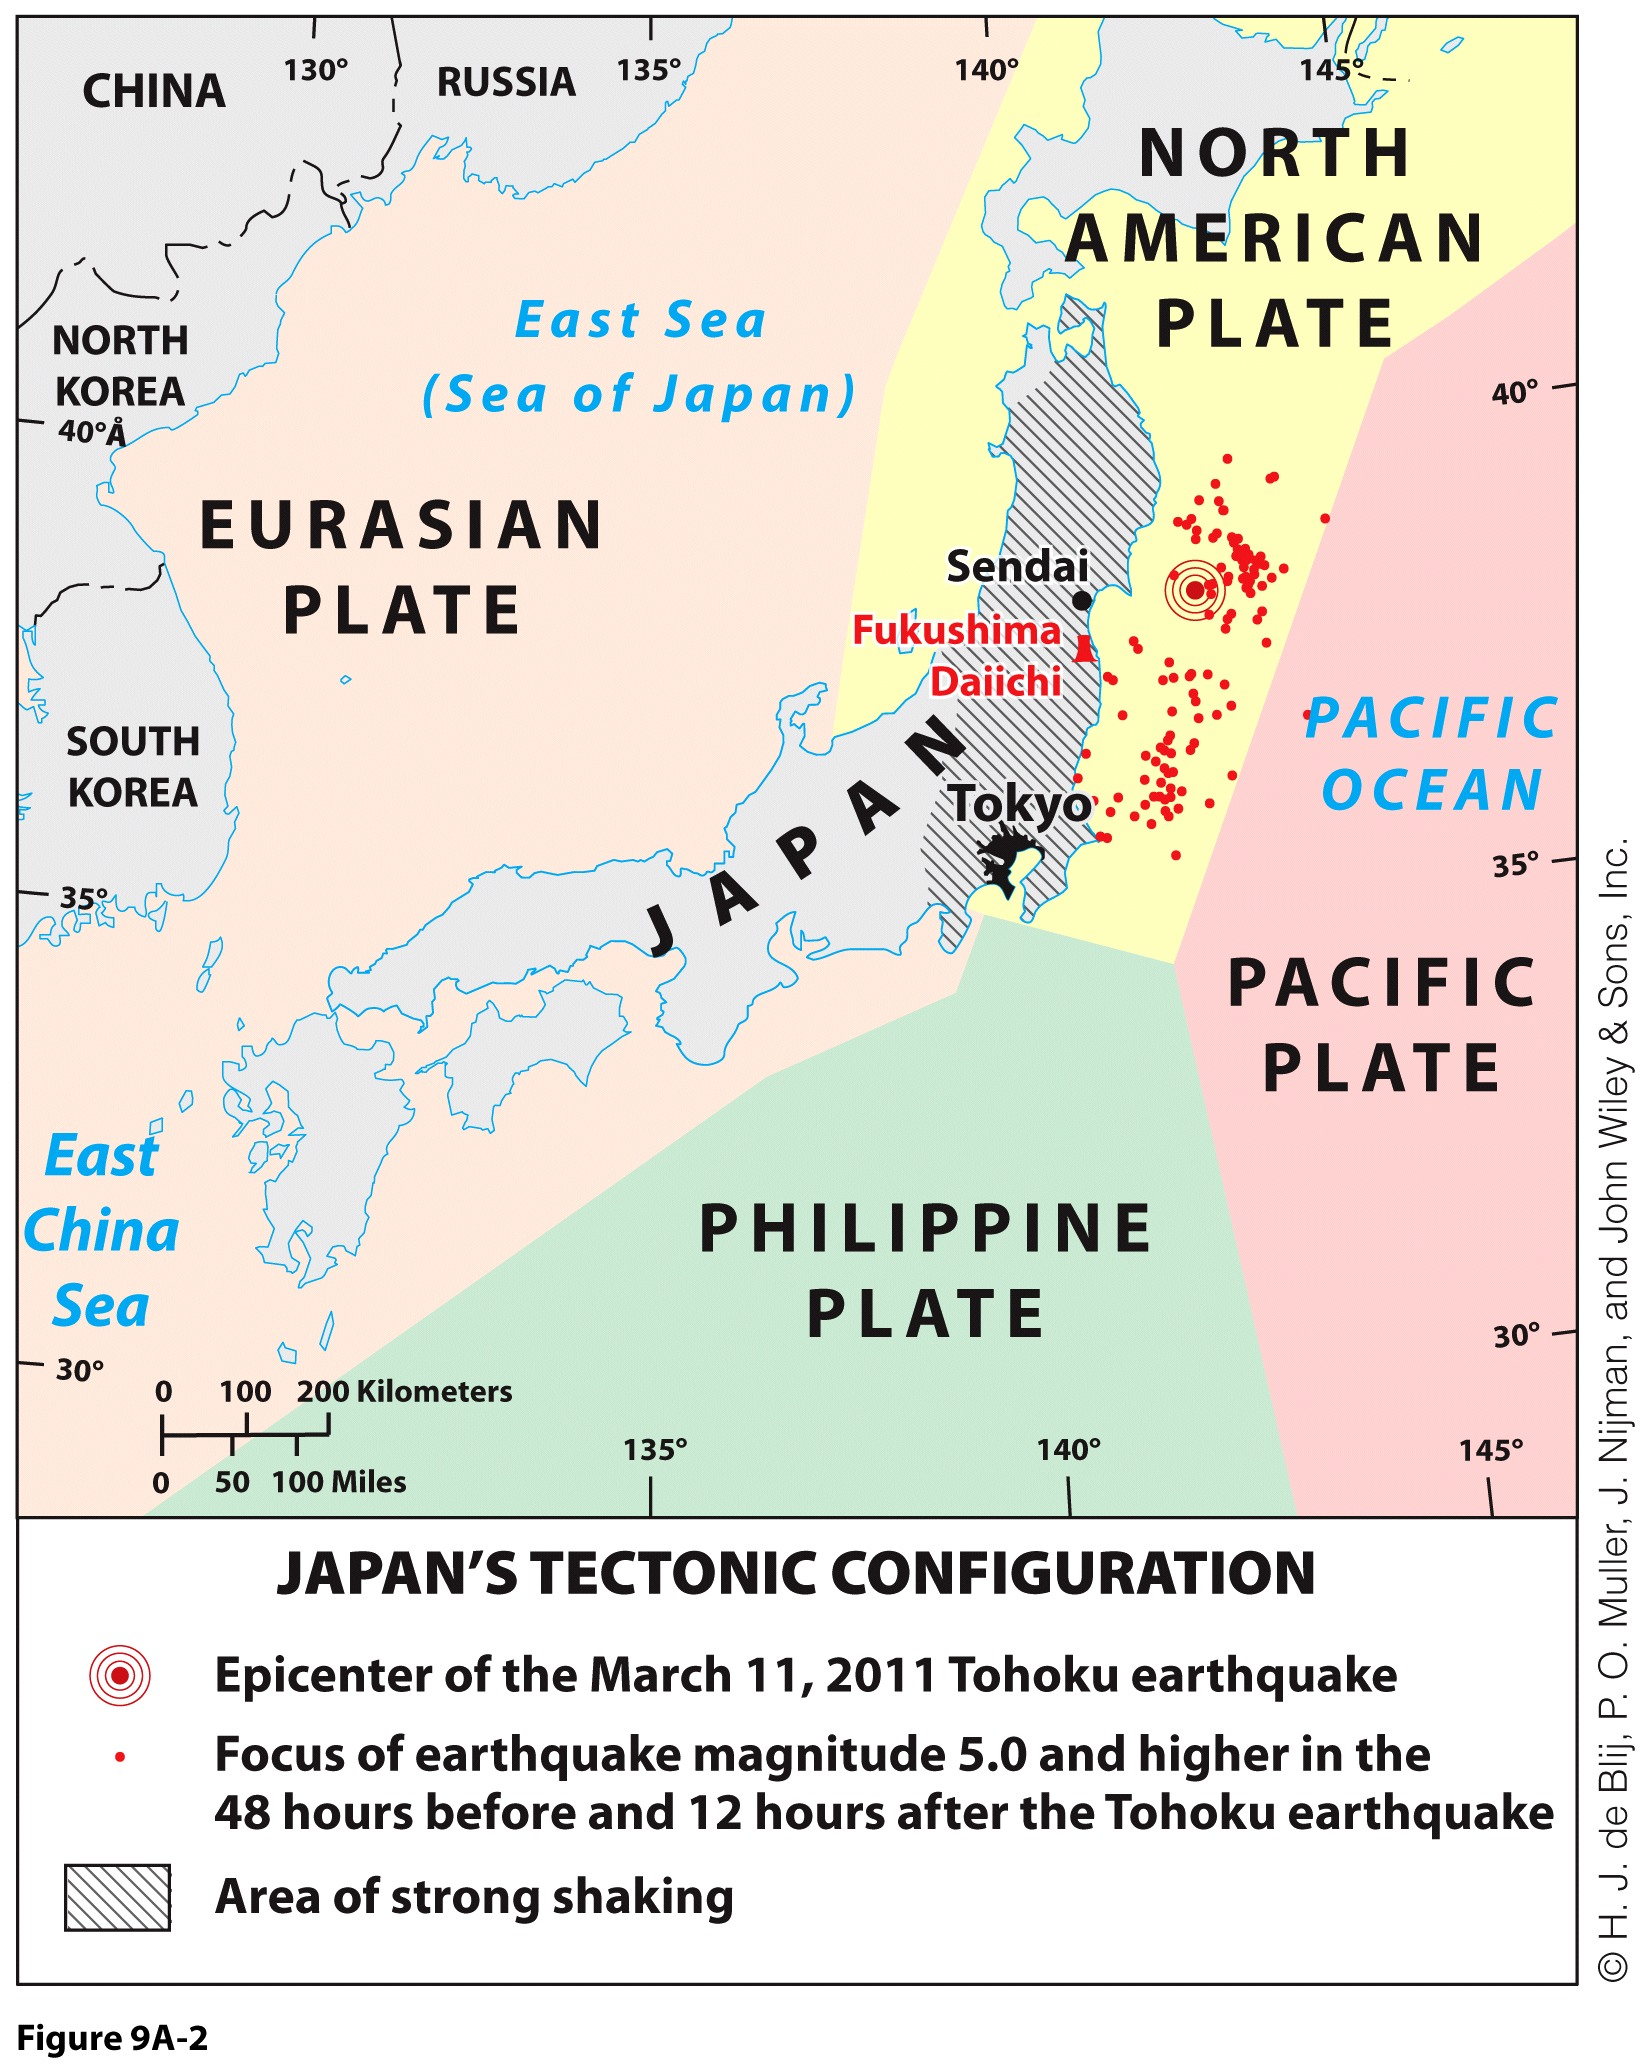 130°
135°
140°
145°
CHINA
RUSSIA
NORTH
AMERICAN
PLATE
East Sea
(Sea of Japan)
NORTH
KOREA
40°
40°Å
EURASIAN
PLATE
Sendai
Fukushima
Daiichi
PACIFIC
OCEAN
SOUTH
KOREA
JAPAN
Tokyo
35°
35°
PACIFIC
PLATE
East
China
Sea
PHILIPPINE
PLATE
30°
30°
0 100 200 Kilometers
0 50 100 Miles
135°
140°
145°
JAPAN’S TECTONIC CONFIGURATION
Epicenter of the March 11, 2011 Tohoku earthquake
Focus of earthquake magnitude 5.0 and higher in the
48 hours before and 12 hours after the Tohoku earthquake
Area of strong shaking
© H. J. de Blij, P. O. Muller, J. Nijman, and John Wiley & Sons, Inc.
Figure 9A-2